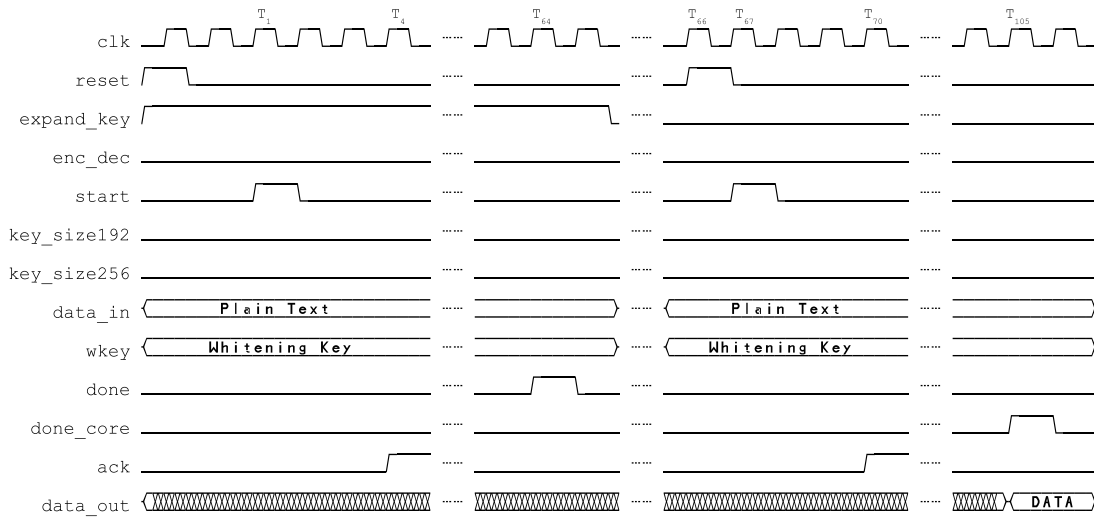 T1 T4 T64 T66 T67 T70 T105
clk ...... ...... ......
reset ...... ...... ......
expand_key ...... ...... ......
enc_dec ...... ...... ......
start ...... ...... ......
key_size192 ...... ...... ......
key_size256 ...... ...... ......
data_in Plain Text ...... ...... Plain Text ......
wkey Whitening Key ...... ...... Whitening Key ......
done ...... ...... ......
done_core ...... ...... ......
ack ...... ...... ......
data_out ...... ...... ...... DATA